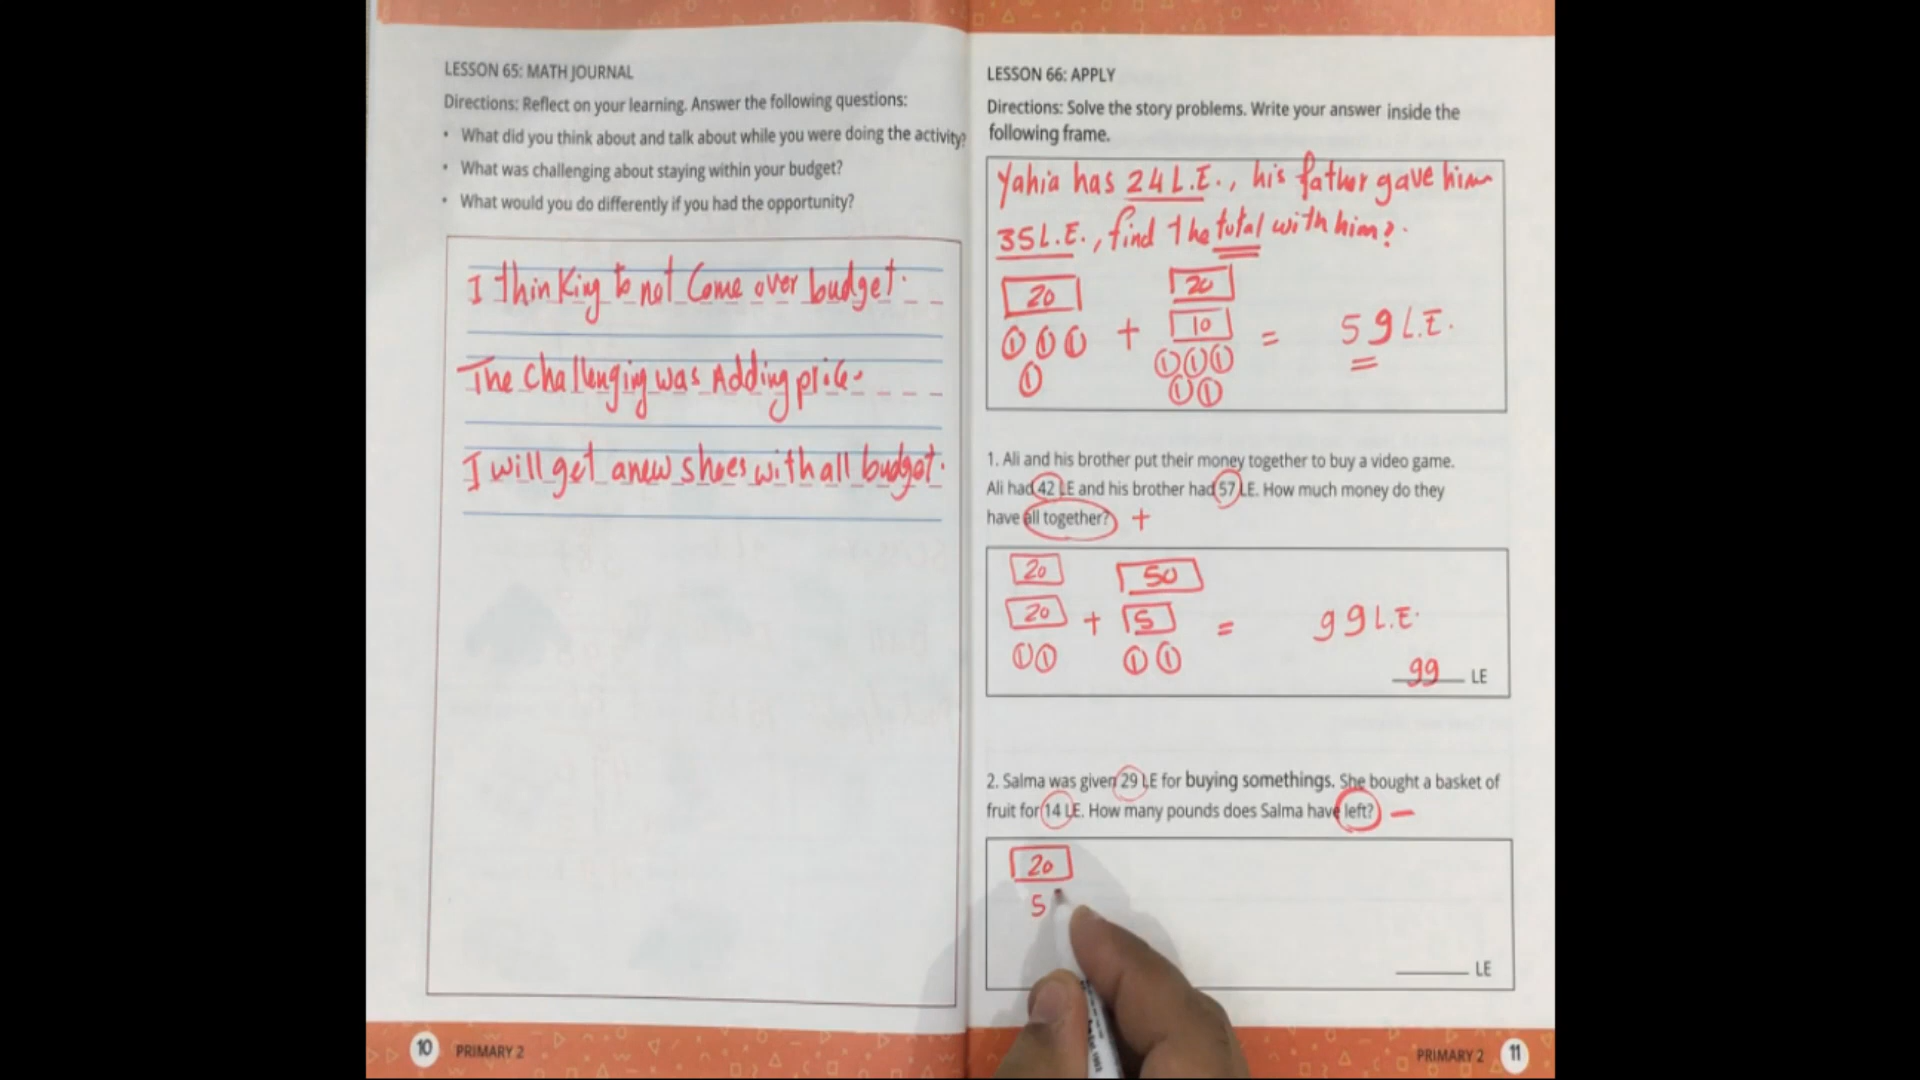 LESSON 65: MATH JOURNAL
Directions: Reflect on your learning. Answer the following questions:
• What did you think about and talk about while you were doing the activity?
• What was challenging about staying within your budget?
• What would you do differently if you had the opportunity?
I thinking to not Come over budget.
The challenging was Adding price
I will get anew shoes with all budget.
10 PRIMARY 2
LESSON 66: APPLY
Directions: Solve the story problems. Write your answer inside the
following frame.
Yahia has 24 L.E., his father gave him
35 L.E., find the total with him?
20 20
10
1 1 1 + 1 1 1 = 59 L.E.
1 1 1
1. Ali and his brother put their money together to buy a video game.
Ali had 42 LE and his brother had 57 LE. How much money do they
have all together? +
20 50
20 + 5 = 99 L.E.
1 1 1 1
99 LE
2. Salma was given 29 LE for buying somethings. She bought a basket of
fruit for 14 LE. How many pounds does Salma have left? −
20
5
LE
PRIMARY 2 11